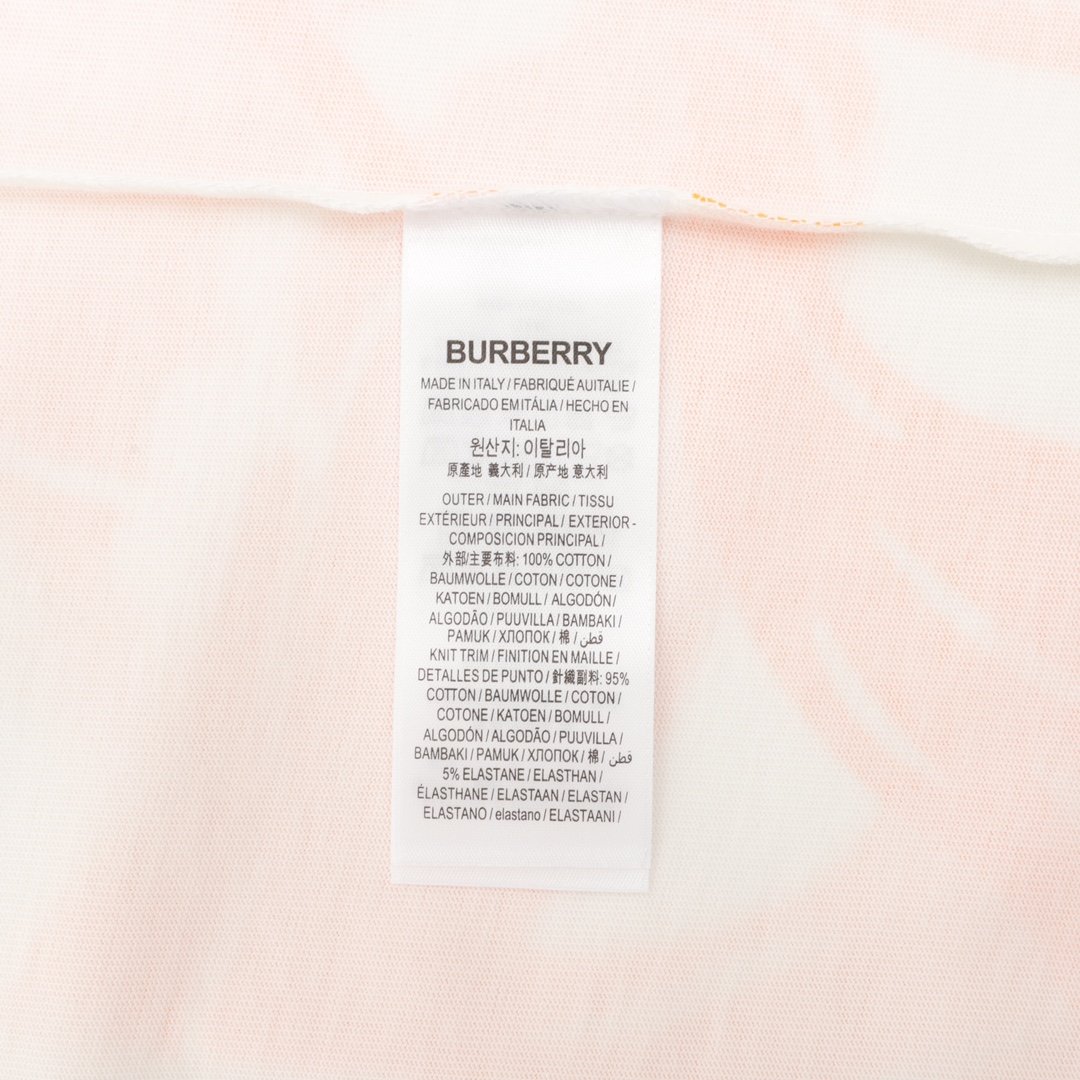 BURBERRY
MADE IN ITALY / FABRIQUÉ AUITALIE /
FABRICADO EMITÁLIA / HECHO EN
ITALIA
원산지: 이탈리아
原產地 義大利 / 原产地 意大利
OUTER / MAIN FABRIC / TISSU
EXTÉRIEUR / PRINCIPAL / EXTERIOR -
COMPOSICION PRINCIPAL /
外部/主要布料: 100% COTTON /
BAUMWOLLE / COTON / COTONE /
KATOEN / BOMULL / ALGODÓN /
ALGODÃO / PUUVILLA / BAMBAKI /
PAMUK / ХЛОПОК / 棉 / قطن
KNIT TRIM / FINITION EN MAILLE /
DETALLES DE PUNTO / 針織副料: 95%
COTTON / BAUMWOLLE / COTON /
COTONE / KATOEN / BOMULL /
ALGODÓN / ALGODÃO / PUUVILLA /
BAMBAKI / PAMUK / ХЛОПОК / 棉 / قطن
5% ELASTANE / ELASTHAN /
ÉLASTHANE / ELASTAAN / ELASTAN /
ELASTANO / elastano / ELASTAANI /